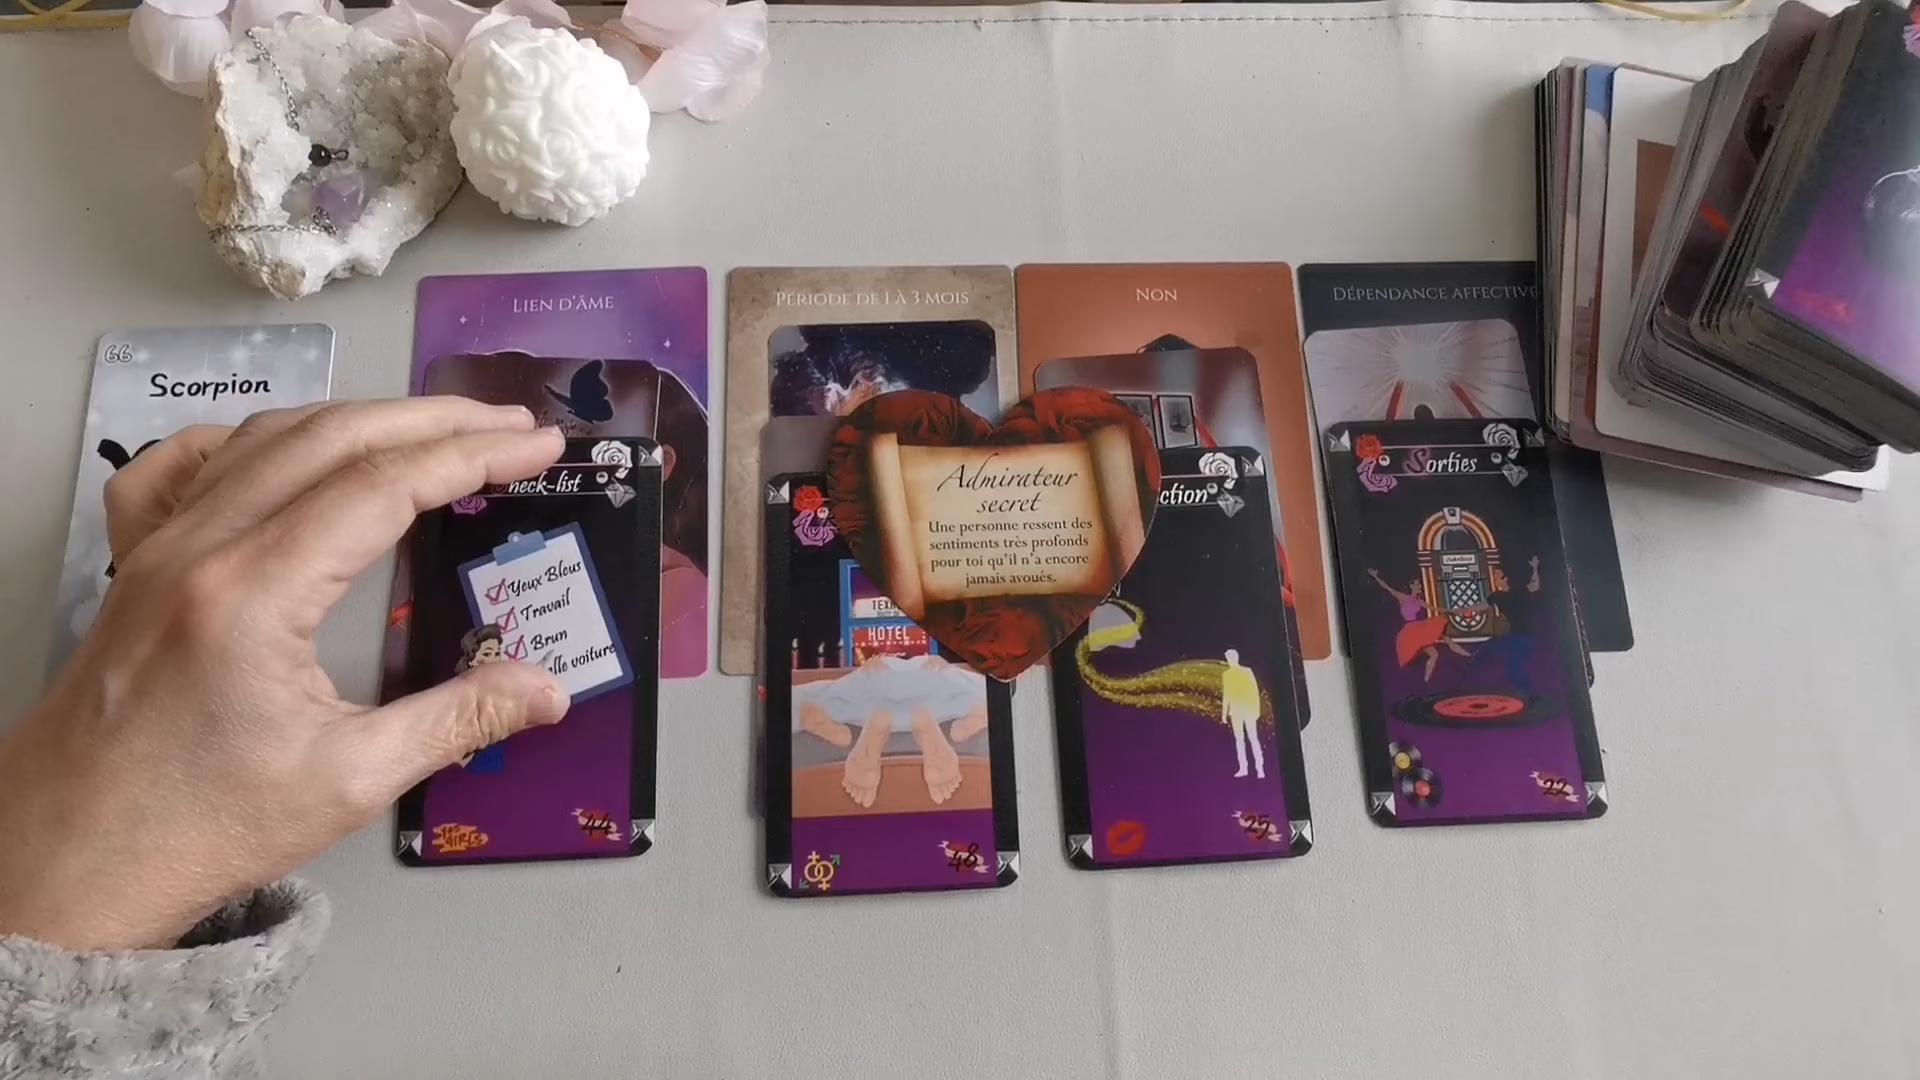 LIEN D'ÂME
PÉRIODE DE 1 À 3 MOIS
NON
DÉPENDANCE AFFECTIVE
66
Scorpion
heck-list
Yeux Bleus
Travail
Brun
lle voiture
44
Admirateur
secret
Une personne ressent des
sentiments très profonds
pour toi qu'il n'a encore
jamais avoués.
HOTEL
48
ction
25
Sorties
22